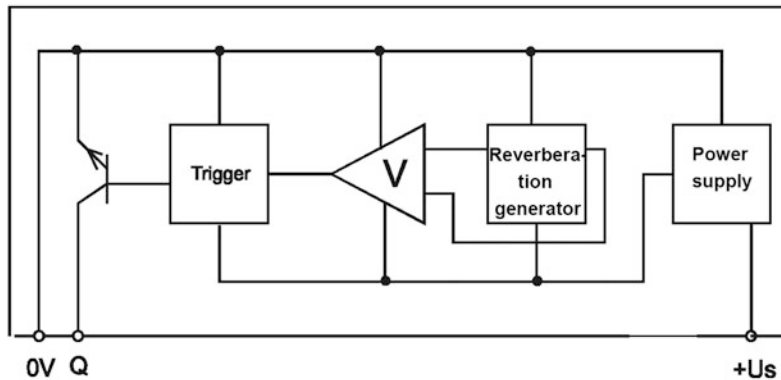 Trigger
V
Reverbera-
tion
generator
Power
supply
0V Q +Us